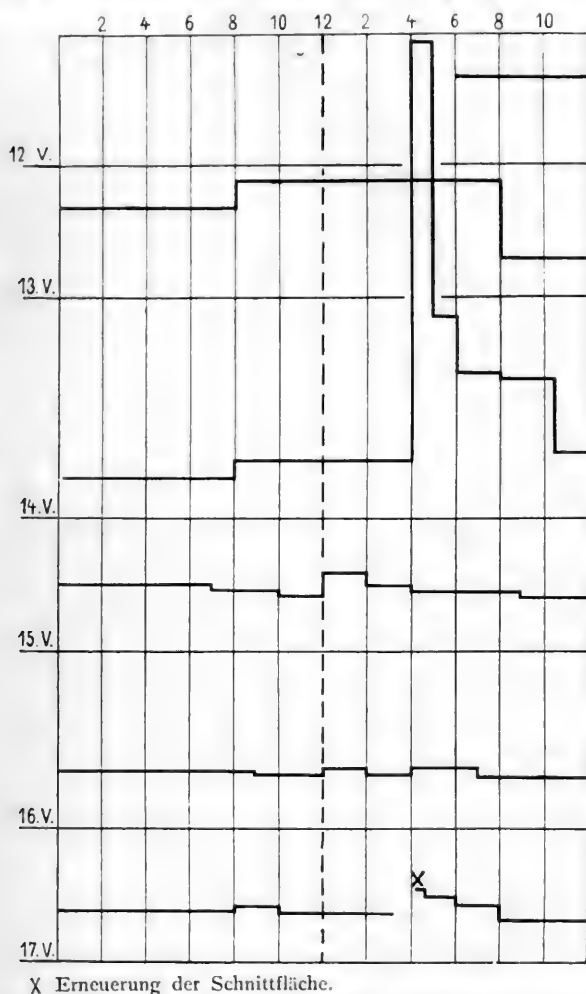 2 4 6 8 10 12 2 4 6 8 10
12 V.
13. V.
14. V.
15. V.
16. V.
17. V.
X
X Erneuerung der Schnittfläche.